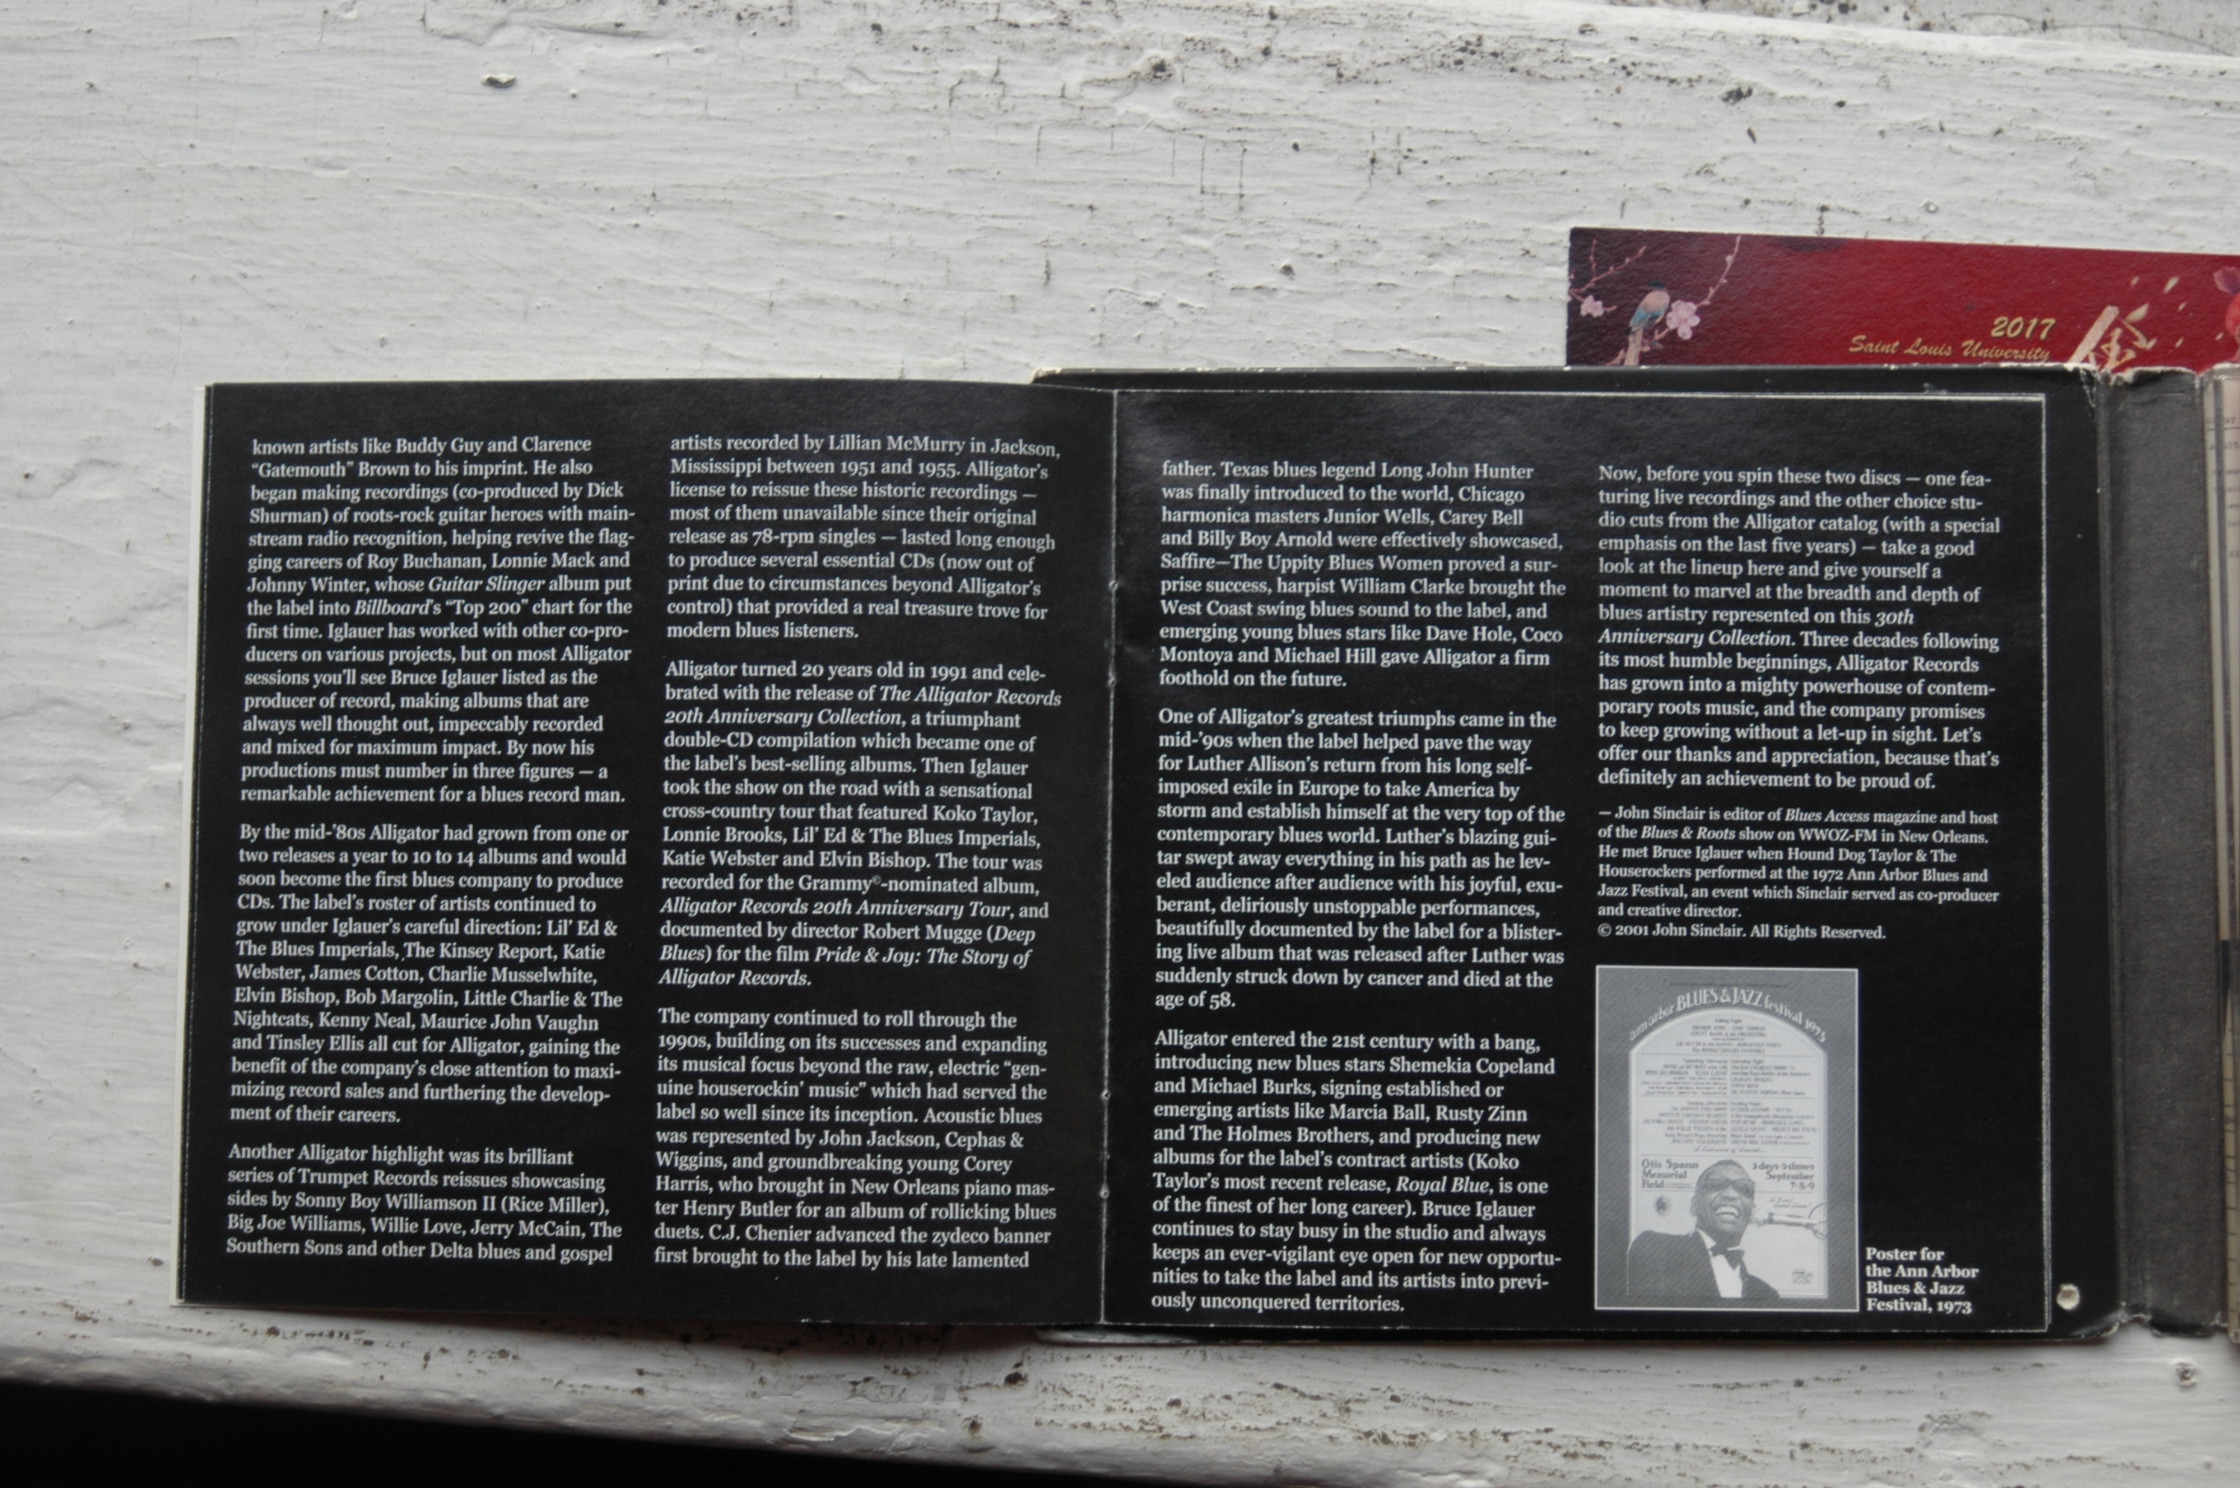 2017
Saint Louis University
金
known artists like Buddy Guy and Clarence
“Gatemouth” Brown to his imprint. He also
began making recordings (co-produced by Dick
Shurman) of roots-rock guitar heroes with main-
stream radio recognition, helping revive the flag-
ging careers of Roy Buchanan, Lonnie Mack and
Johnny Winter, whose Guitar Slinger album put
the label into Billboard’s “Top 200” chart for the
first time. Iglauer has worked with other co-pro-
ducers on various projects, but on most Alligator
sessions you’ll see Bruce Iglauer listed as the
producer of record, making albums that are
always well thought out, impeccably recorded
and mixed for maximum impact. By now his
productions must number in three figures — a
remarkable achievement for a blues record man.
By the mid-’80s Alligator had grown from one or
two releases a year to 10 to 14 albums and would
soon become the first blues company to produce
CDs. The label’s roster of artists continued to
grow under Iglauer’s careful direction: Lil’ Ed &
The Blues Imperials, The Kinsey Report, Katie
Webster, James Cotton, Charlie Musselwhite,
Elvin Bishop, Bob Margolin, Little Charlie & The
Nightcats, Kenny Neal, Maurice John Vaughn
and Tinsley Ellis all cut for Alligator, gaining the
benefit of the company’s close attention to maxi-
mizing record sales and furthering the develop-
ment of their careers.
Another Alligator highlight was its brilliant
series of Trumpet Records reissues showcasing
sides by Sonny Boy Williamson II (Rice Miller),
Big Joe Williams, Willie Love, Jerry McCain, The
Southern Sons and other Delta blues and gospel
artists recorded by Lillian McMurry in Jackson,
Mississippi between 1951 and 1955. Alligator’s
license to reissue these historic recordings —
most of them unavailable since their original
release as 78-rpm singles — lasted long enough
to produce several essential CDs (now out of
print due to circumstances beyond Alligator’s
control) that provided a real treasure trove for
modern blues listeners.
Alligator turned 20 years old in 1991 and cele-
brated with the release of The Alligator Records
20th Anniversary Collection, a triumphant
double-CD compilation which became one of
the label’s best-selling albums. Then Iglauer
took the show on the road with a sensational
cross-country tour that featured Koko Taylor,
Lonnie Brooks, Lil’ Ed & The Blues Imperials,
Katie Webster and Elvin Bishop. The tour was
recorded for the Grammy©-nominated album,
Alligator Records 20th Anniversary Tour, and
documented by director Robert Mugge (Deep
Blues) for the film Pride & Joy: The Story of
Alligator Records.
The company continued to roll through the
1990s, building on its successes and expanding
its musical focus beyond the raw, electric “gen-
uine houserockin’ music” which had served the
label so well since its inception. Acoustic blues
was represented by John Jackson, Cephas &
Wiggins, and groundbreaking young Corey
Harris, who brought in New Orleans piano mas-
ter Henry Butler for an album of rollicking blues
duets. C.J. Chenier advanced the zydeco banner
first brought to the label by his late lamented
father. Texas blues legend Long John Hunter
was finally introduced to the world, Chicago
harmonica masters Junior Wells, Carey Bell
and Billy Boy Arnold were effectively showcased,
Saffire—The Uppity Blues Women proved a sur-
prise success, harpist William Clarke brought the
West Coast swing blues sound to the label, and
emerging young blues stars like Dave Hole, Coco
Montoya and Michael Hill gave Alligator a firm
foothold on the future.
One of Alligator’s greatest triumphs came in the
mid-’90s when the label helped pave the way
for Luther Allison’s return from his long self-
imposed exile in Europe to take America by
storm and establish himself at the very top of the
contemporary blues world. Luther’s blazing gui-
tar swept away everything in his path as he lev-
eled audience after audience with his joyful, exu-
berant, deliriously unstoppable performances,
beautifully documented by the label for a blister-
ing live album that was released after Luther was
suddenly struck down by cancer and died at the
age of 58.
Alligator entered the 21st century with a bang,
introducing new blues stars Shemekia Copeland
and Michael Burks, signing established or
emerging artists like Marcia Ball, Rusty Zinn
and The Holmes Brothers, and producing new
albums for the label’s contract artists (Koko
Taylor’s most recent release, Royal Blue, is one
of the finest of her long career). Bruce Iglauer
continues to stay busy in the studio and always
keeps an ever-vigilant eye open for new opportu-
nities to take the label and its artists into previ-
ously unconquered territories.
Now, before you spin these two discs — one fea-
turing live recordings and the other choice stu-
dio cuts from the Alligator catalog (with a special
emphasis on the last five years) — take a good
look at the lineup here and give yourself a
moment to marvel at the breadth and depth of
blues artistry represented on this 30th
Anniversary Collection. Three decades following
its most humble beginnings, Alligator Records
has grown into a mighty powerhouse of contem-
porary roots music, and the company promises
to keep growing without a let-up in sight. Let’s
offer our thanks and appreciation, because that’s
definitely an achievement to be proud of.
— John Sinclair is editor of Blues Access magazine and host
of the Blues & Roots show on WWOZ-FM in New Orleans.
He met Bruce Iglauer when Hound Dog Taylor & The
Houserockers performed at the 1972 Ann Arbor Blues and
Jazz Festival, an event which Sinclair served as co-producer
and creative director.
© 2001 John Sinclair. All Rights Reserved.
ann arbor BLUES & JAZZ festival 1973
Otis Spann
Memorial
Field
3 days-5 shows
September
7-8-9
Poster for
the Ann Arbor
Blues & Jazz
Festival, 1973